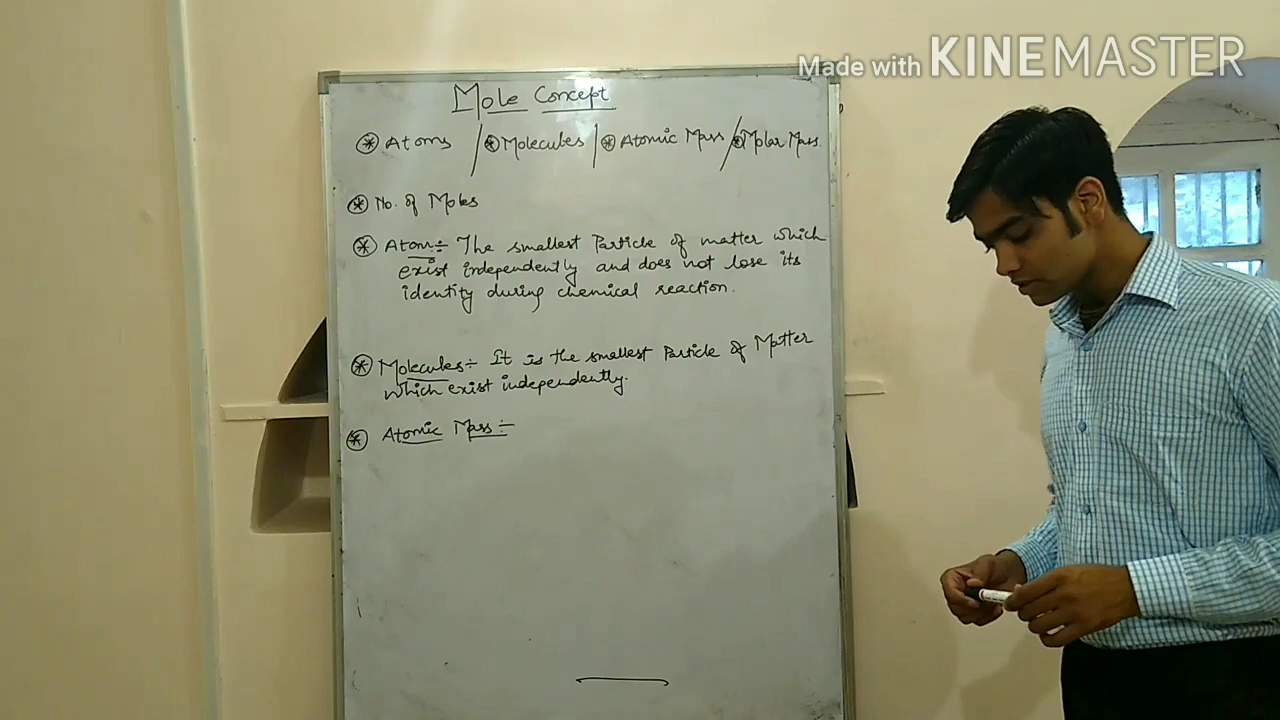 Made with KINEMASTER
Mole Concept
Atoms / Molecules | Atomic Mass / Molar Mass
No. of Moles
Atom:- The smallest Particle of matter which
exist independently and does not lose its
identity during chemical reaction.
Molecules:- It is the smallest Particle of Matter
which exist independently.
Atomic Mass:-